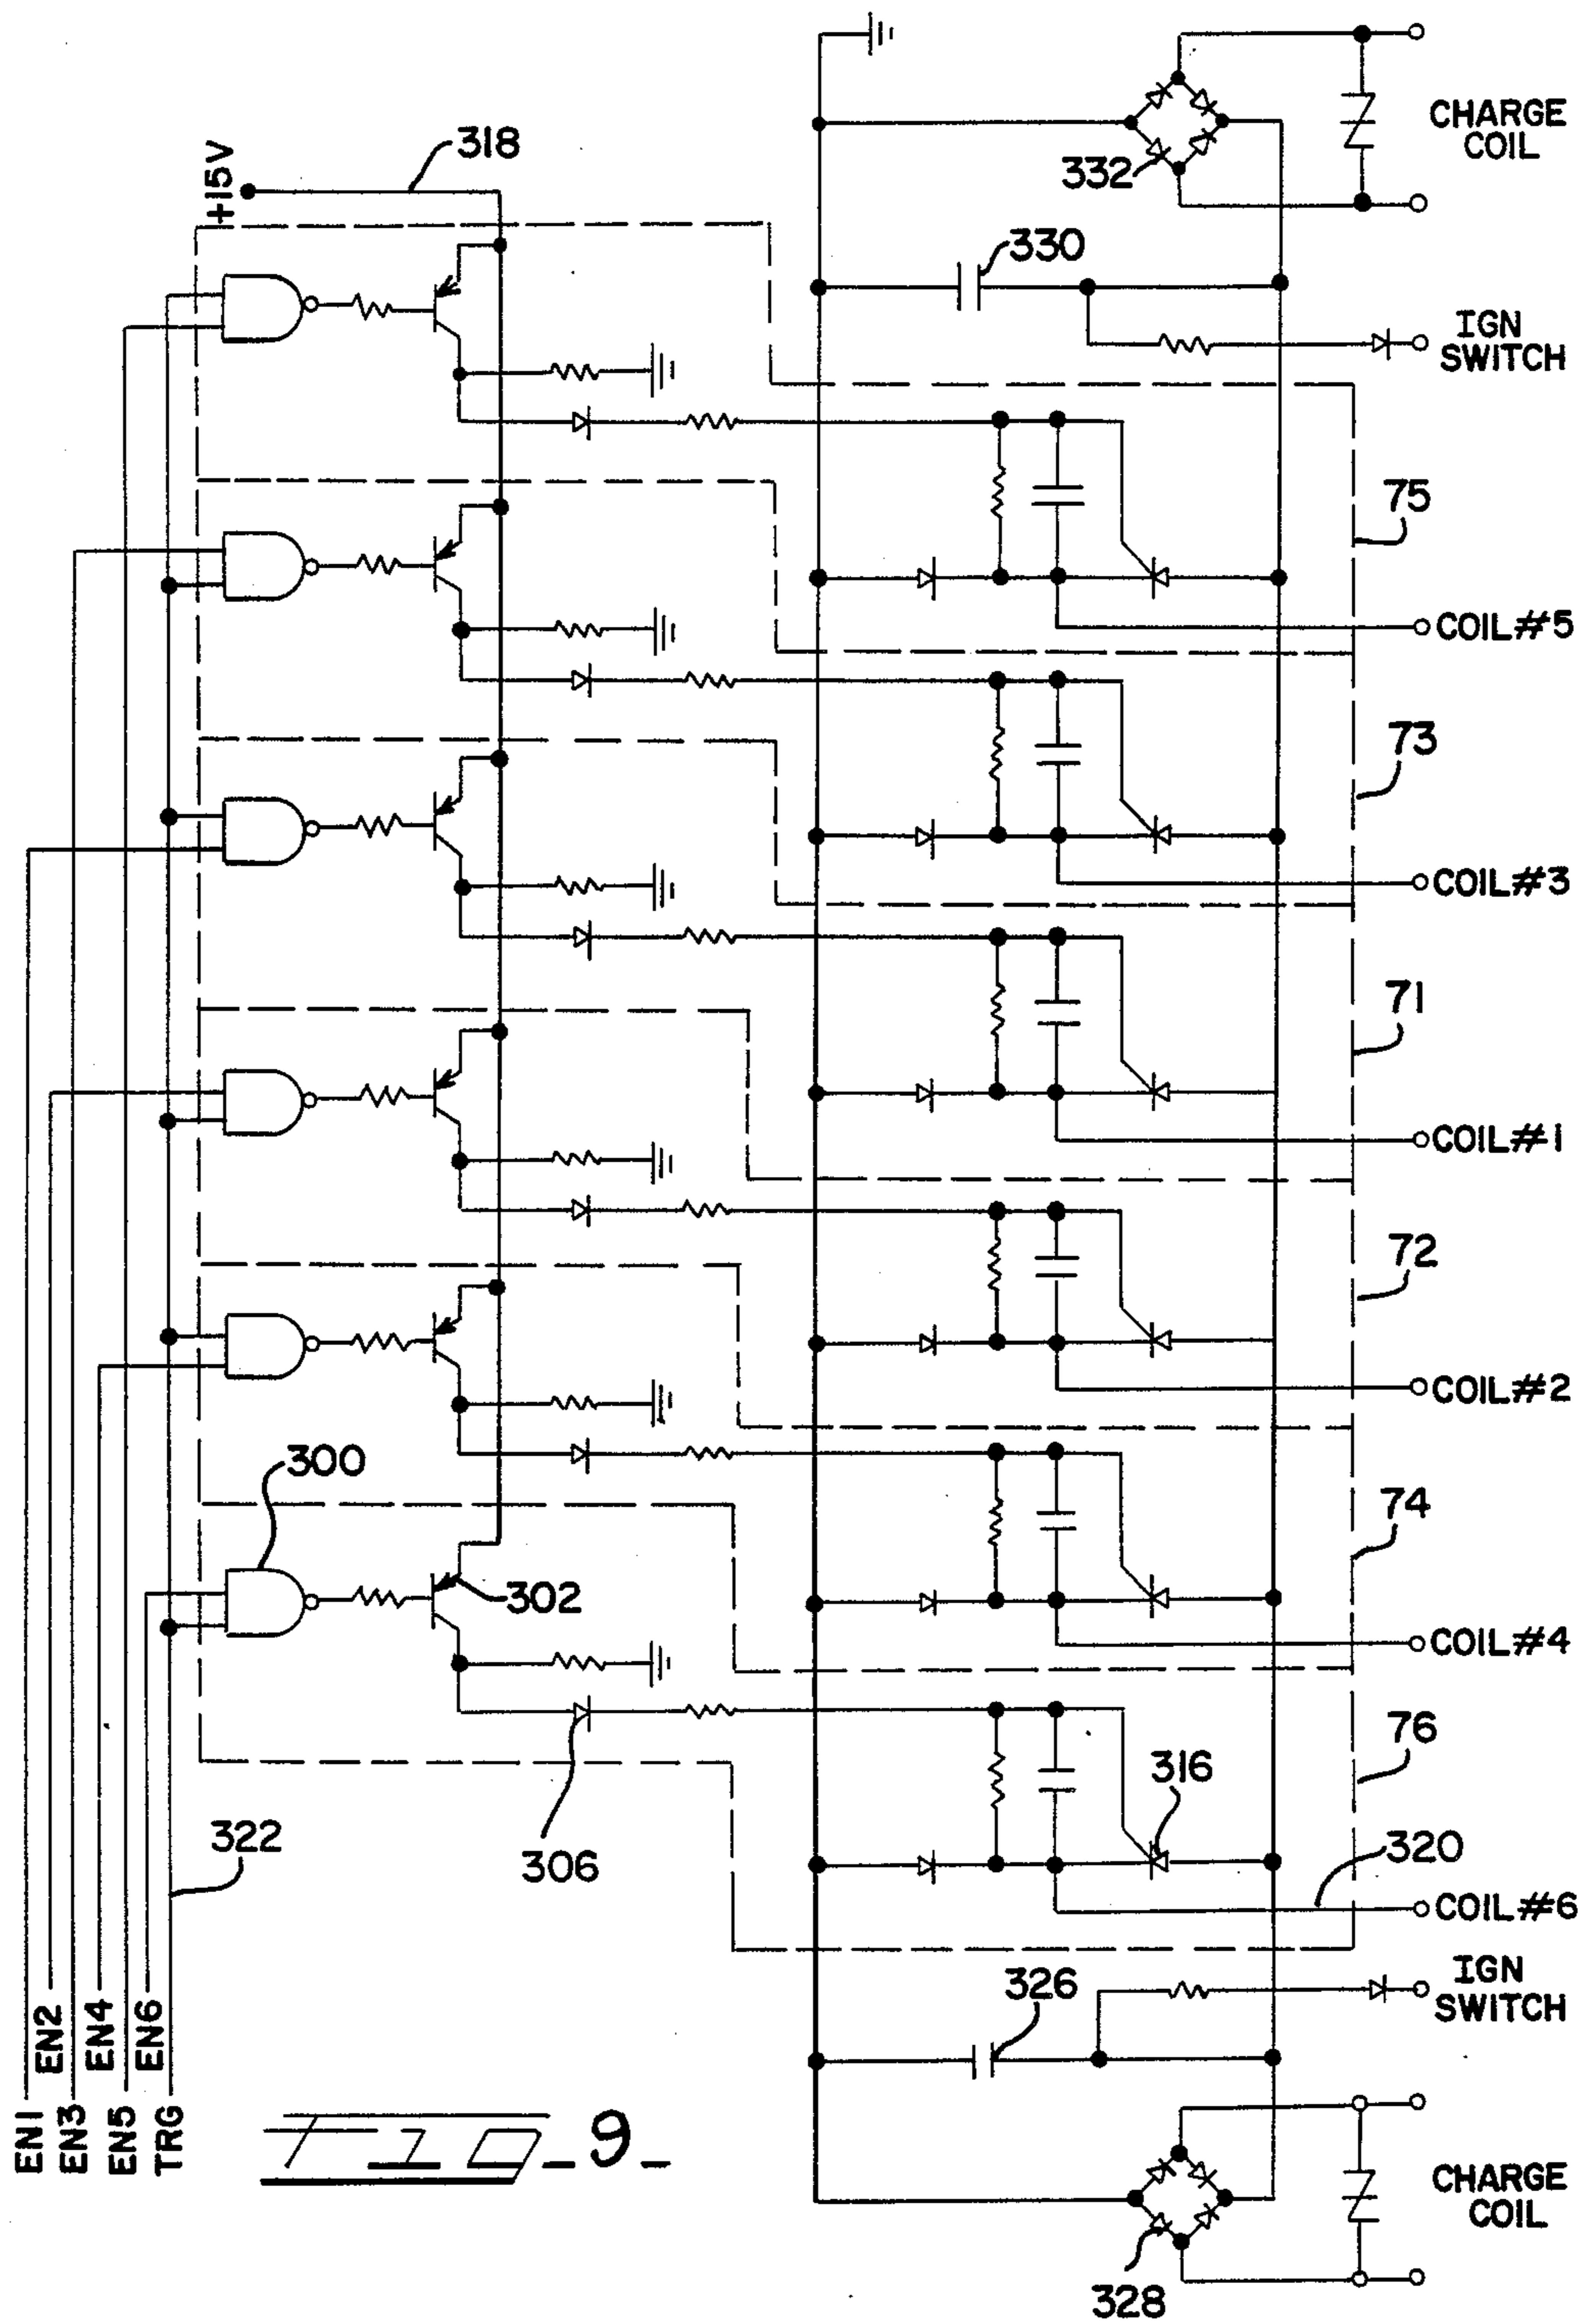 CHARGE
COIL
332
318
+15V
330
IGN
SWITCH
75
COIL#5
73
COIL#3
71
COIL#1
72
COIL#2
300
74
302
COIL#4
76
316
322
306
320
COIL#6
IGN
SWITCH
326
EN1
EN2
EN3
EN4
EN5
EN6
TRG
FIG_9_
CHARGE
COIL
328